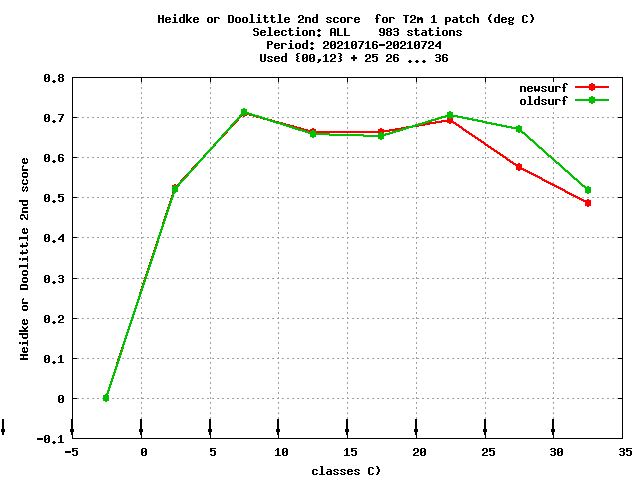 Heidke or Doolittle 2nd score  for T2m 1 patch (deg C)
Selection: ALL    983 stations
Period: 20210716-20210724
Used {00,12} + 25 26 ... 36
newsurf
oldsurf
0.8
0.7
0.6
0.5
0.4
0.3
0.2
0.1
0
-0.1
Heidke or Doolittle 2nd score
-5
0
5
10
15
20
25
30
35
classes C)